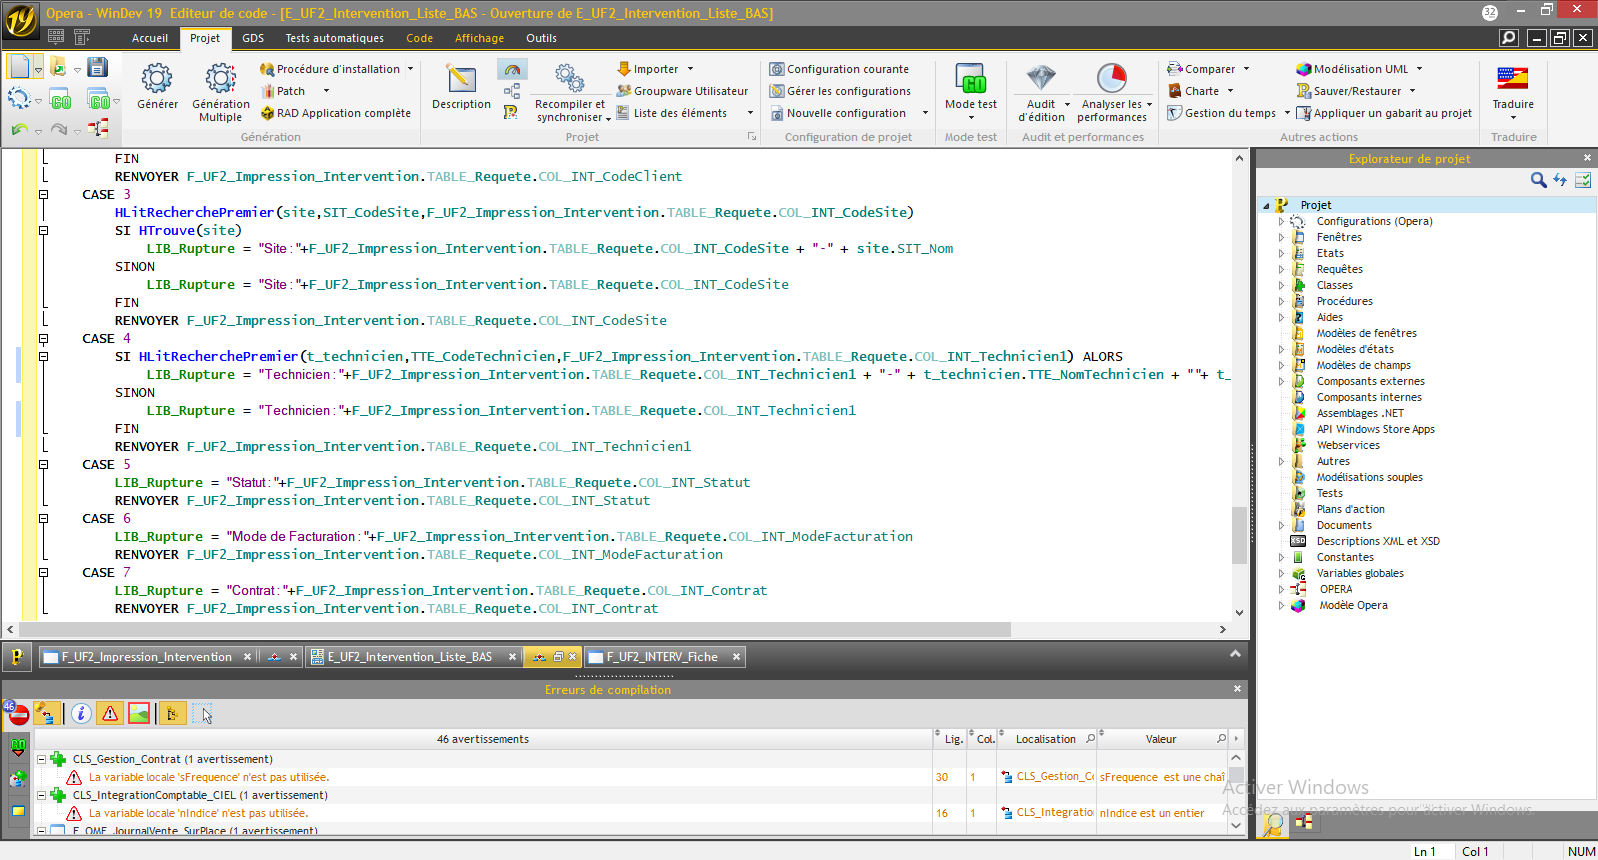 Opera - WinDev 19  Editeur de code - [E_UF2_Intervention_Liste_BAS - Ouverture de E_UF2_Intervention_Liste_BAS]
32
Accueil Projet GDS Tests automatiques Code Affichage Outils
Générer
Génération Multiple
Procédure d'installation
Patch
RAD Application complète
Génération
Description
Recompiler et synchroniser
Importer
Groupware Utilisateur
Liste des éléments
Projet
Configuration courante
Gérer les configurations
Nouvelle configuration
Configuration de projet
Mode test
Mode test
Audit d'édition
Analyser les performances
Audit et performances
Comparer
Charte
Gestion du temps
Modélisation UML
Sauver/Restaurer
Appliquer un gabarit au projet
Autres actions
Traduire
Traduire
FIN
RENVOYER F_UF2_Impression_Intervention.TABLE_Requete.COL_INT_CodeClient
CASE 3
HLitRecherchePremier(site,SIT_CodeSite,F_UF2_Impression_Intervention.TABLE_Requete.COL_INT_CodeSite)
SI HTrouve(site)
LIB_Rupture = "Site :"+F_UF2_Impression_Intervention.TABLE_Requete.COL_INT_CodeSite + "-" + site.SIT_Nom
SINON
LIB_Rupture = "Site :"+F_UF2_Impression_Intervention.TABLE_Requete.COL_INT_CodeSite
FIN
RENVOYER F_UF2_Impression_Intervention.TABLE_Requete.COL_INT_CodeSite
CASE 4
SI HLitRecherchePremier(t_technicien,TTE_CodeTechnicien,F_UF2_Impression_Intervention.TABLE_Requete.COL_INT_Technicien1) ALORS
LIB_Rupture = "Technicien :"+F_UF2_Impression_Intervention.TABLE_Requete.COL_INT_Technicien1 + "-" + t_technicien.TTE_NomTechnicien + ""+ t_
SINON
LIB_Rupture = "Technicien :"+F_UF2_Impression_Intervention.TABLE_Requete.COL_INT_Technicien1
FIN
RENVOYER F_UF2_Impression_Intervention.TABLE_Requete.COL_INT_Technicien1
CASE 5
LIB_Rupture = "Statut :"+F_UF2_Impression_Intervention.TABLE_Requete.COL_INT_Statut
RENVOYER F_UF2_Impression_Intervention.TABLE_Requete.COL_INT_Statut
CASE 6
LIB_Rupture = "Mode de Facturation :"+F_UF2_Impression_Intervention.TABLE_Requete.COL_INT_ModeFacturation
RENVOYER F_UF2_Impression_Intervention.TABLE_Requete.COL_INT_ModeFacturation
CASE 7
LIB_Rupture = "Contrat :"+F_UF2_Impression_Intervention.TABLE_Requete.COL_INT_Contrat
RENVOYER F_UF2_Impression_Intervention.TABLE_Requete.COL_INT_Contrat
F_UF2_Impression_Intervention E_UF2_Intervention_Liste_BAS F_UF2_INTERV_Fiche
Erreurs de compilation
46
46 avertissements Lig. Col. Localisation Valeur
CLS_Gestion_Contrat (1 avertissement)
La variable locale 'sFrequence' n'est pas utilisée. 30 1 CLS_Gestion_Co sFrequence est une chaî
CLS_IntegrationComptable_CIEL (1 avertissement)
La variable locale 'nIndice' n'est pas utilisée. 16 1 CLS_Integratio nIndice est un entier
F_OMF_JournalVente_SurPlace (1 avertissement)
Explorateur de projet
Projet
Configurations (Opera)
Fenêtres
Etats
Requêtes
Classes
Procédures
Aides
Modèles de fenêtres
Modèles d'états
Modèles de champs
Composants externes
Composants internes
Assemblages .NET
API Windows Store Apps
Webservices
Autres
Modélisations souples
Tests
Plans d'action
Documents
XSD Descriptions XML et XSD
Constantes
Variables globales
OPERA
Modèle Opera
Activer Windows
Accédez aux paramètres pour activer Windows.
Ln 1 Col 1 NUM